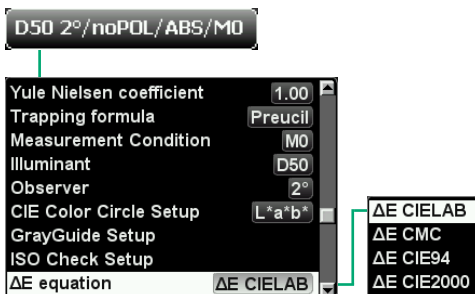 D50 2°/noPOL/ABS/M0
Yule Nielsen coefficient 1.00
Trapping formula Preucil
Measurement Condition M0
Illuminant D50
Observer 2°
CIE Color Circle Setup L*a*b*
GrayGuide Setup
ISO Check Setup
ΔE equation ΔE CIELAB
ΔE CIELAB
ΔE CMC
ΔE CIE94
ΔE CIE2000